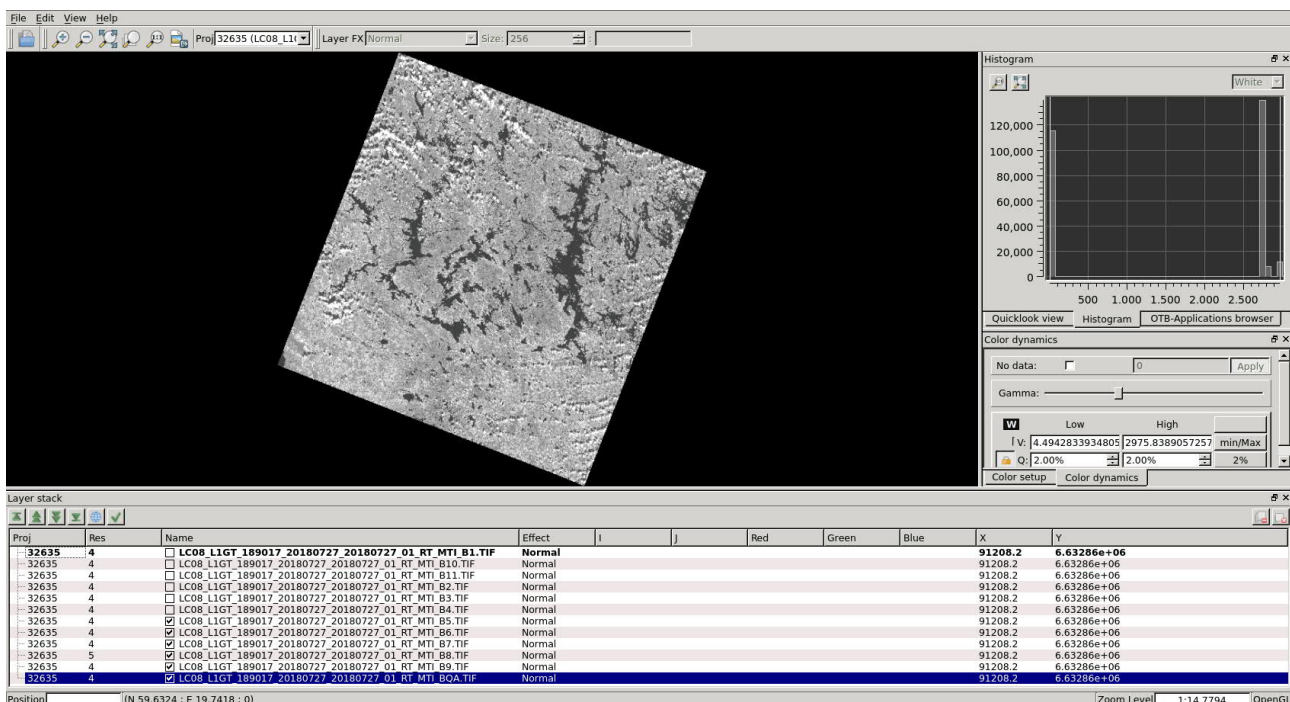 File Edit View Help
Proj 32635 (LC08_L1G Layer FX Normal Size: 256 :
Histogram
White
120,000
100,000
80,000
60,000
40,000
20,000
0
500 1.000 1.500 2.000 2.500
Quicklook view Histogram OTB-Applications browser
Color dynamics
No data: 0 Apply
Gamma:
W Low High
V: 4.4942833934805 2975.8389057257 min/Max
Q: 2.00% 2.00% 2%
Color setup Color dynamics
Layer stack
Proj Res Name Effect I J Red Green Blue X Y
32635 4 LC08_L1GT_189017_20180727_20180727_01_RT_MTI_B1.TIF Normal 91208.2 6.63286e+06
32635 4 LC08_L1GT_189017_20180727_20180727_01_RT_MTI_B10.TIF Normal 91208.2 6.63286e+06
32635 4 LC08_L1GT_189017_20180727_20180727_01_RT_MTI_B11.TIF Normal 91208.2 6.63286e+06
32635 4 LC08_L1GT_189017_20180727_20180727_01_RT_MTI_B2.TIF Normal 91208.2 6.63286e+06
32635 4 LC08_L1GT_189017_20180727_20180727_01_RT_MTI_B3.TIF Normal 91208.2 6.63286e+06
32635 4 LC08_L1GT_189017_20180727_20180727_01_RT_MTI_B4.TIF Normal 91208.2 6.63286e+06
32635 4 LC08_L1GT_189017_20180727_20180727_01_RT_MTI_B5.TIF Normal 91208.2 6.63286e+06
32635 4 LC08_L1GT_189017_20180727_20180727_01_RT_MTI_B6.TIF Normal 91208.2 6.63286e+06
32635 4 LC08_L1GT_189017_20180727_20180727_01_RT_MTI_B7.TIF Normal 91208.2 6.63286e+06
32635 5 LC08_L1GT_189017_20180727_20180727_01_RT_MTI_B8.TIF Normal 91208.2 6.63286e+06
32635 4 LC08_L1GT_189017_20180727_20180727_01_RT_MTI_B9.TIF Normal 91208.2 6.63286e+06
32635 4 LC08_L1GT_189017_20180727_20180727_01_RT_MTI_BQA.TIF Normal 91208.2 6.63286e+06
Position (N 59.6324 ; E 19.7418 ; 0) Zoom Level 1:14.7794 OpenGL